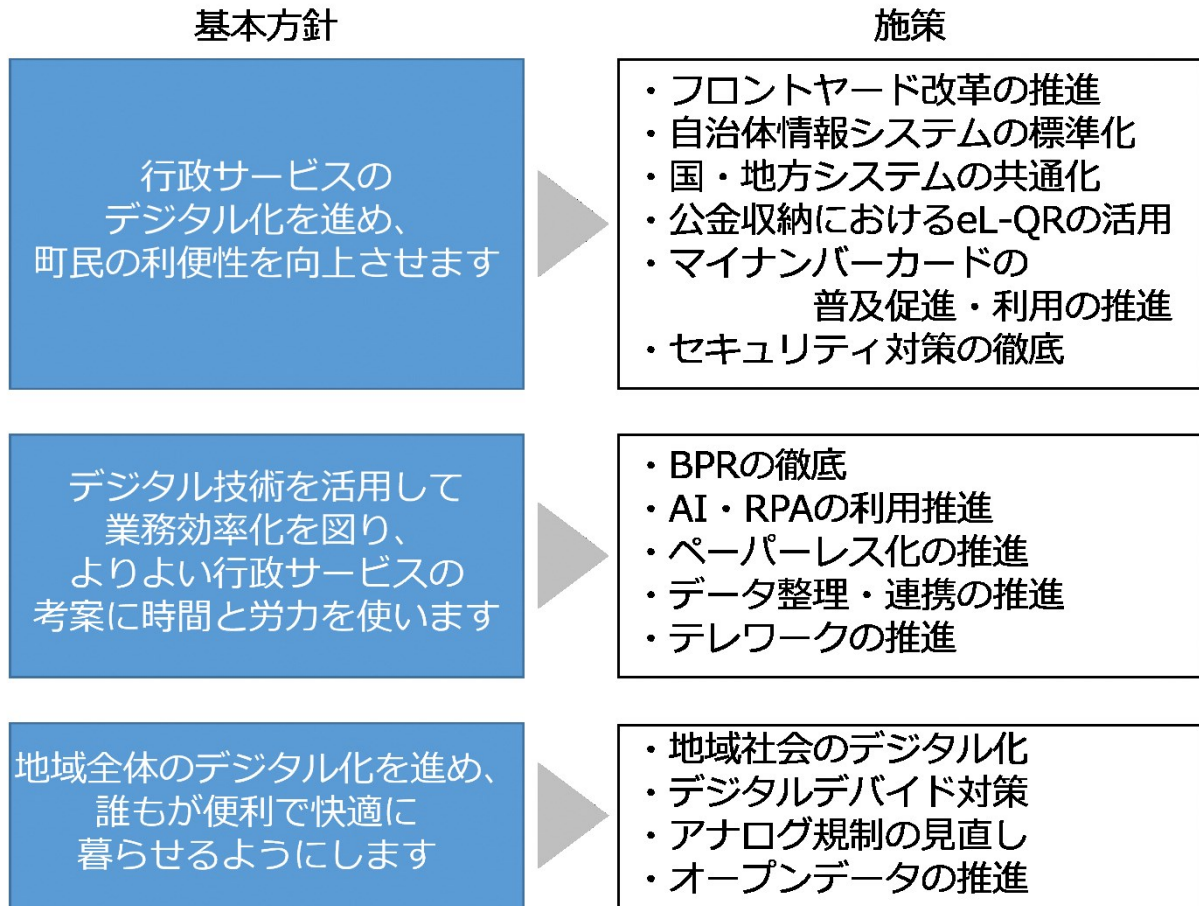 基本方針
施策
行政サービスの
デジタル化を進め、
町民の利便性を向上させます
・フロントヤード改革の推進
・自治体情報システムの標準化
・国・地方システムの共通化
・公金収納におけるeL-QRの活用
・マイナンバーカードの
普及促進・利用の推進
・セキュリティ対策の徹底
デジタル技術を活用して
業務効率化を図り、
よりよい行政サービスの
考案に時間と労力を使います
・BPRの徹底
・AI・RPAの利用推進
・ペーパーレス化の推進
・データ整理・連携の推進
・テレワークの推進
地域全体のデジタル化を進め、
誰もが便利で快適に
暮らせるようにします
・地域社会のデジタル化
・デジタルデバイド対策
・アナログ規制の見直し
・オープンデータの推進